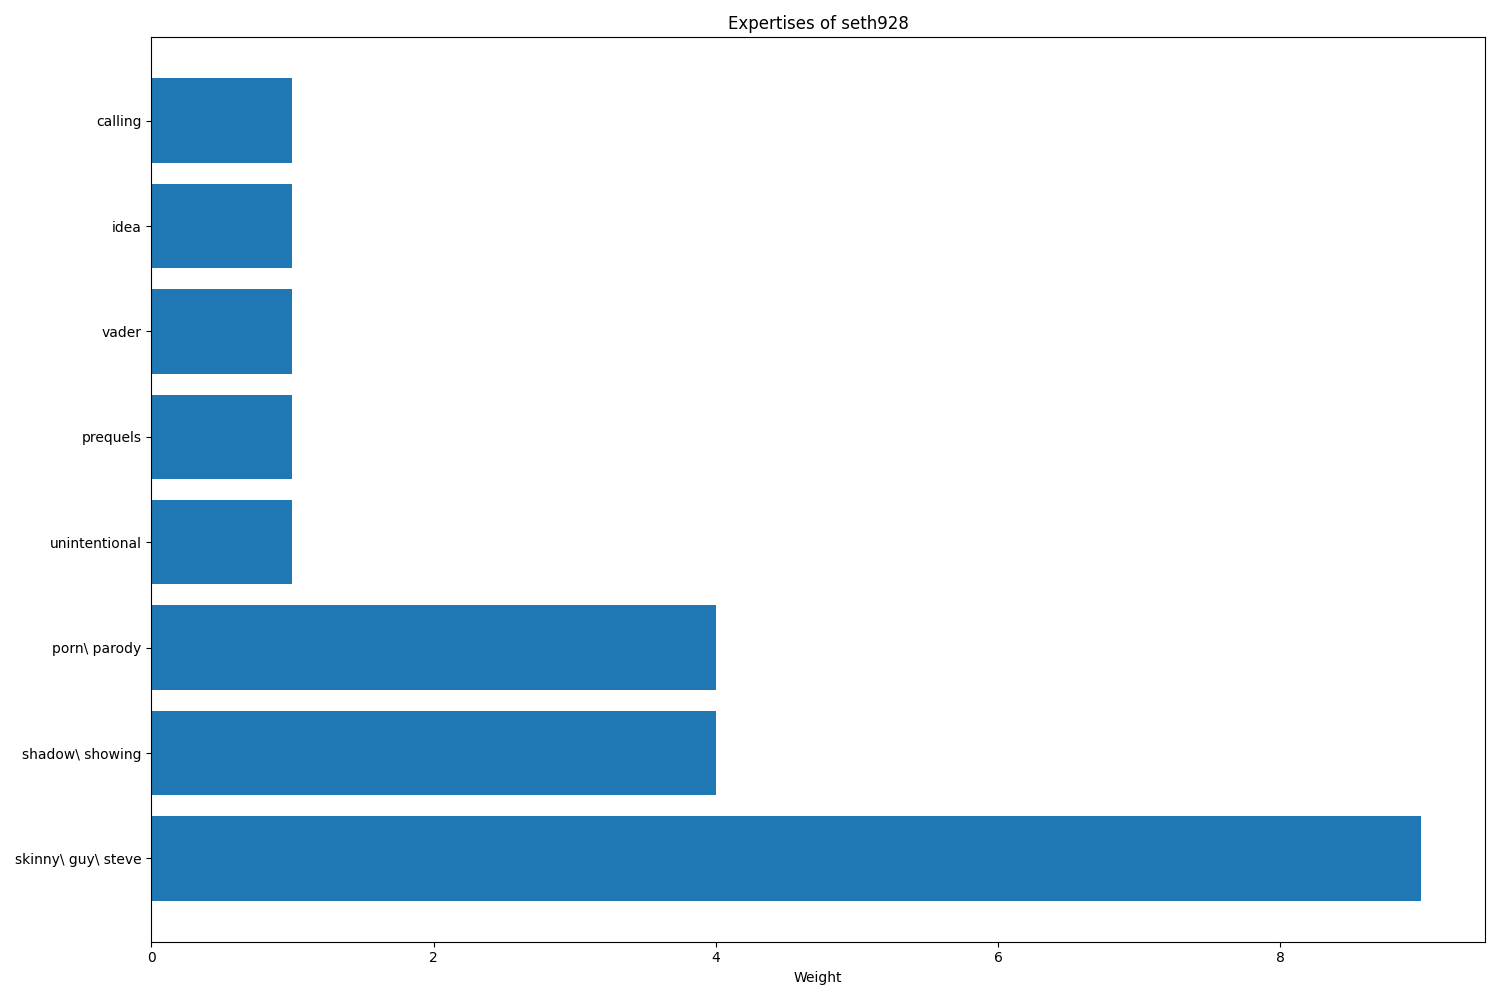 Expertises of seth928
calling
idea
vader
prequels
unintentional
porn\ parody
shadow\ showing
skinny\ guy\ steve
0 2 4 6 8
Weight